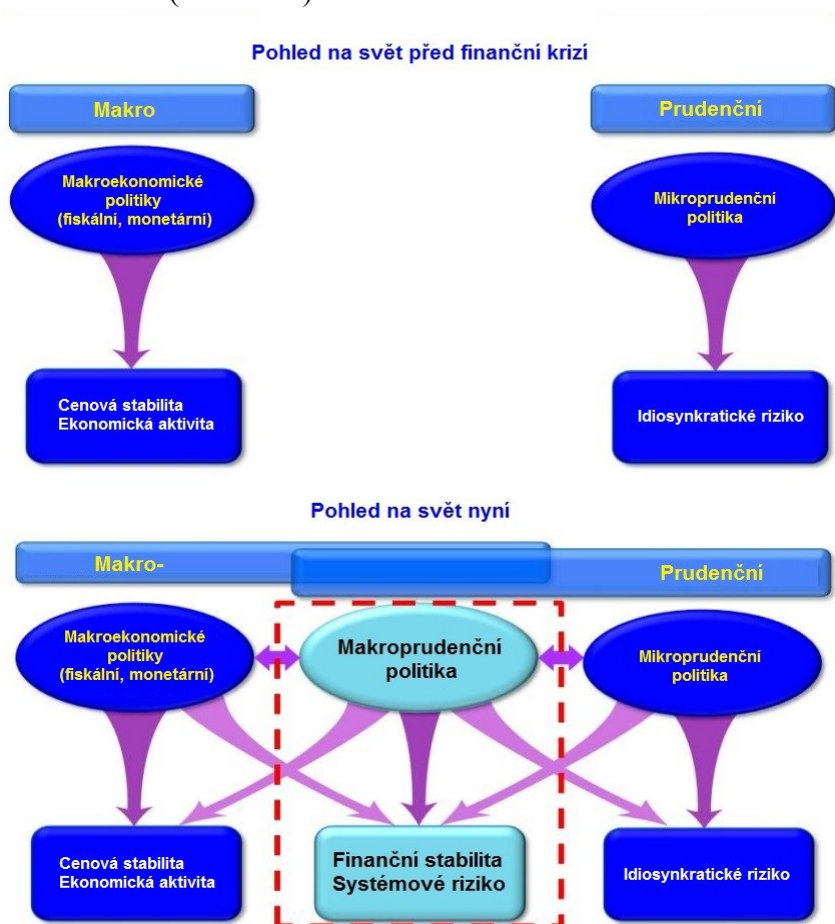 Pohled na svět před finanční krizí
Makro
Prudenční
Makroekonomické
politiky
(fiskální, monetární)
Mikroprudenční
politika
Cenová stabilita
Ekonomická aktivita
Idiosynkratické riziko
Pohled na svět nyní
Makro-
Prudenční
Makroekonomické
politiky
(fiskální, monetární)
Makroprudenční
politika
Mikroprudenční
politika
Cenová stabilita
Ekonomická aktivita
Finanční stabilita
Systémové riziko
Idiosynkratické riziko